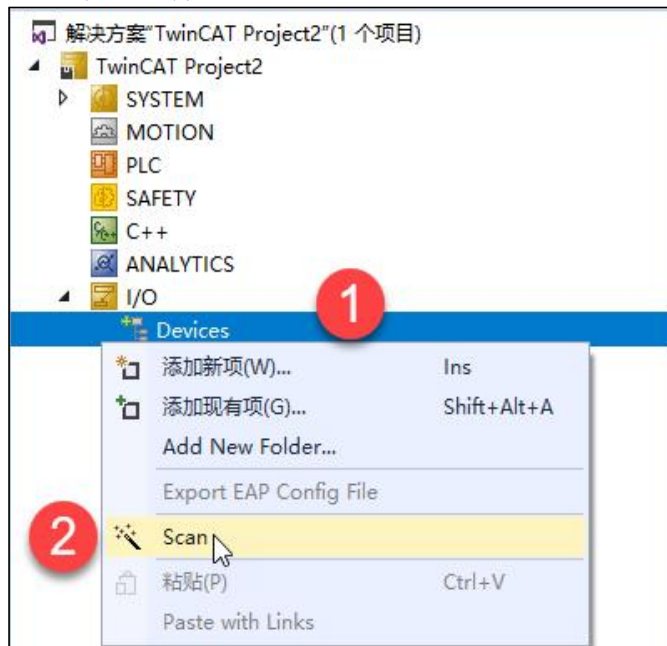 解决方案"TwinCAT Project2"(1 个项目)
TwinCAT Project2
SYSTEM
MOTION
PLC
SAFETY
C++
ANALYTICS
I/O
1
Devices
添加新项(W)... Ins
添加现有项(G)... Shift+Alt+A
Add New Folder...
Export EAP Config File
2 Scan
粘贴(P) Ctrl+V
Paste with Links